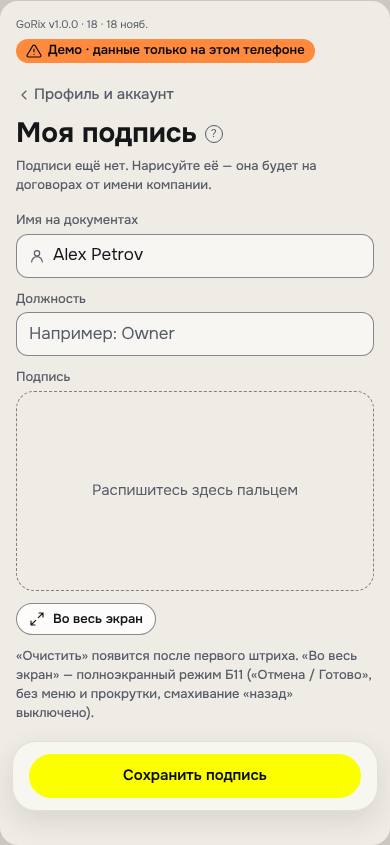 GoRix v1.0.0 · 18 · 18 нояб.
Демо · данные только на этом телефоне
Профиль и аккаунт
Моя подпись ?
Подписи ещё нет. Нарисуйте её — она будет на
договорах от имени компании.
Имя на документах
Alex Petrov
Должность
Например: Owner
Подпись
Распишитесь здесь пальцем
Во весь экран
«Очистить» появится после первого штриха. «Во весь
экран» — полноэкранный режим Б11 («Отмена / Готово»,
без меню и прокрутки, смахивание «назад»
выключено).
Сохранить подпись